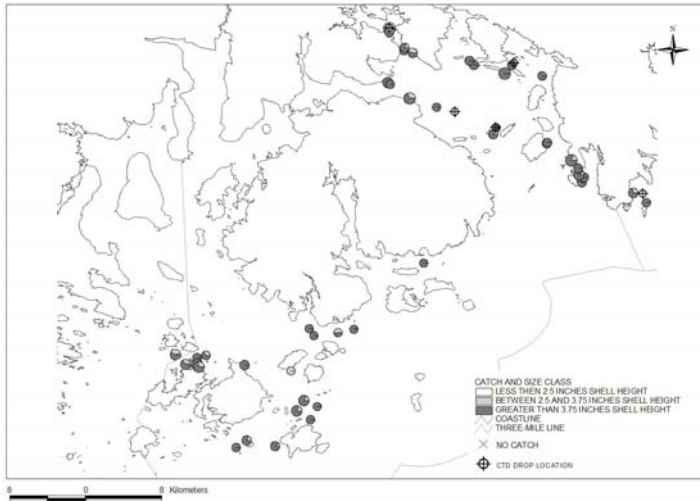 N
CATCH AND SIZE CLASS
LESS THEN 2.5 INCHES SHELL HEIGHT
BETWEEN 2.5 AND 3.75 INCHES SHELL HEIGHT
GREATER THAN 3.75 INCHES SHELL HEIGHT
COASTLINE
THREE-MILE LINE
NO CATCH
CTD DROP LOCATION
8 0 8 Kilometers